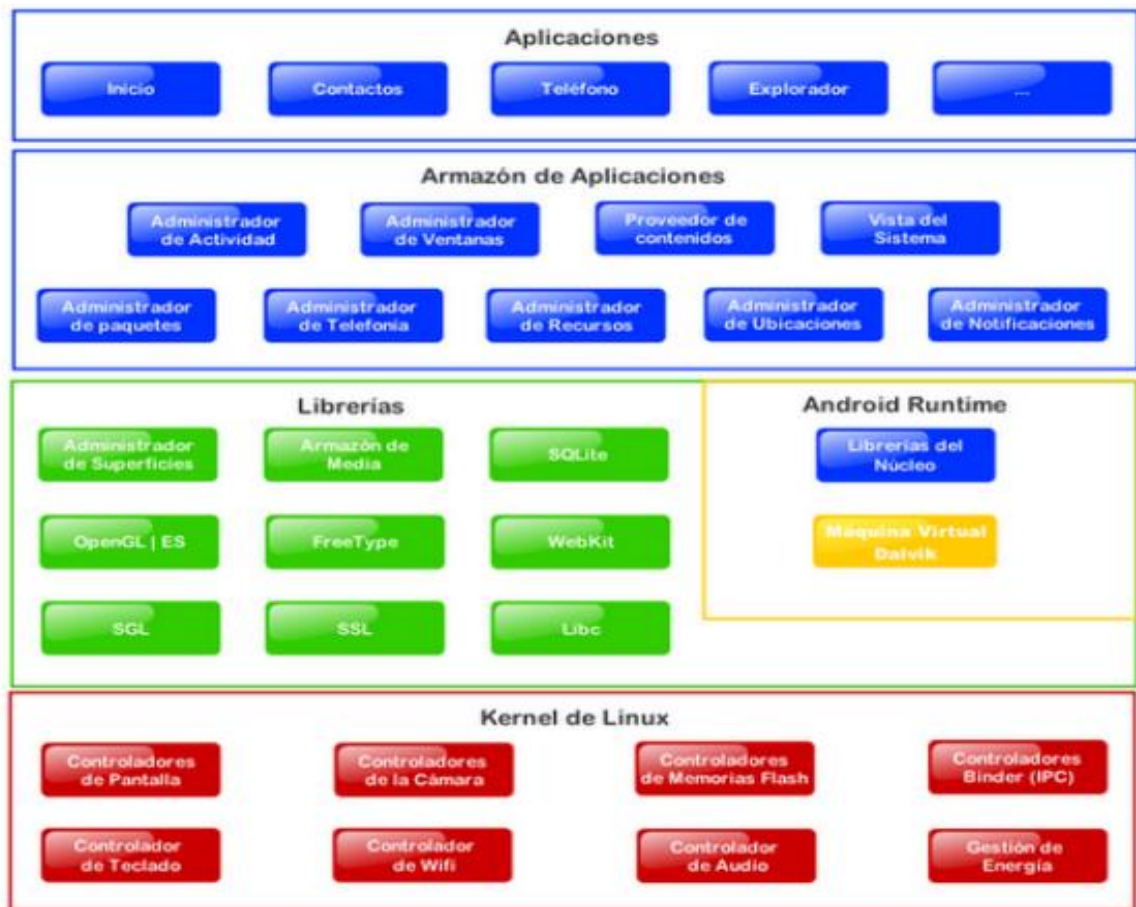 Aplicaciones
Inicio
Contactos
Teléfono
Explorador
...
Armazón de Aplicaciones
Administrador
de Actividad
Administrador
de Ventanas
Proveedor de
contenidos
Vista del
Sistema
Administrador
de paquetes
Administrador
de Telefonía
Administrador
de Recursos
Administrador
de Ubicaciones
Administrador
de Notificaciones
Librerías
Administrador
de Superficies
Armazón de
Media
SQLite
OpenGL | ES
FreeType
WebKit
SGL
SSL
Libc
Android Runtime
Librerías del
Núcleo
Máquina Virtual
Dalvik
Kernel de Linux
Controladores
de Pantalla
Controladores
de la Cámara
Controladores
de Memorias Flash
Controladores
Binder (IPC)
Controlador
de Teclado
Controlador
de Wifi
Controlador
de Audio
Gestión de
Energía